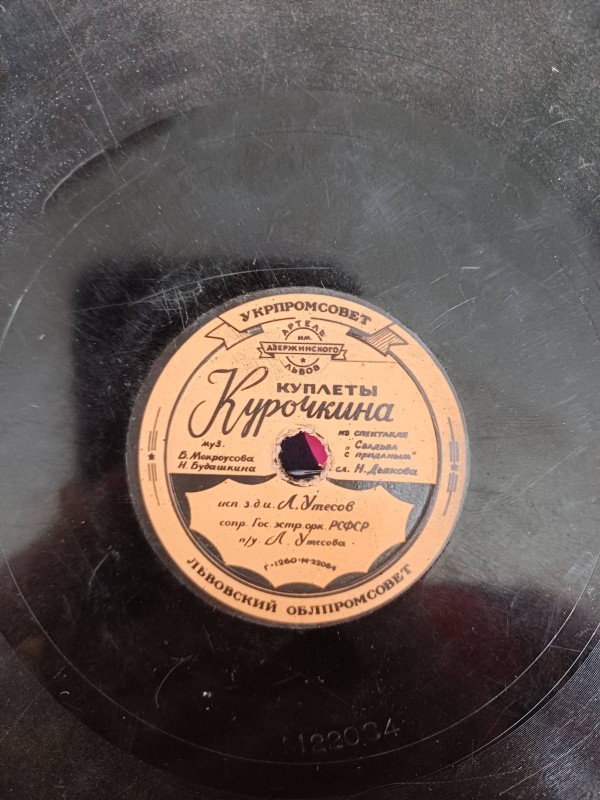 УКРПРОМСОВЕТ
АРТЕЛЬ
им.
ДЗЕРЖИНСКОГО
ЛЬВОВ
КУПЛЕТЫ
Курочкина
муз.
Б. Мокроусова
Н. Будашкина
из спектакля
„Свадьба
с приданым"
сл. Н. Дьякова
исп. з.д.и. Л. Утесов
сопр. Гос. эстр. орк. РСФСР
п/у Л. Утесова
Г-1260-М-22084
ЛЬВОВСКИЙ ОБЛПРОМСОВЕТ